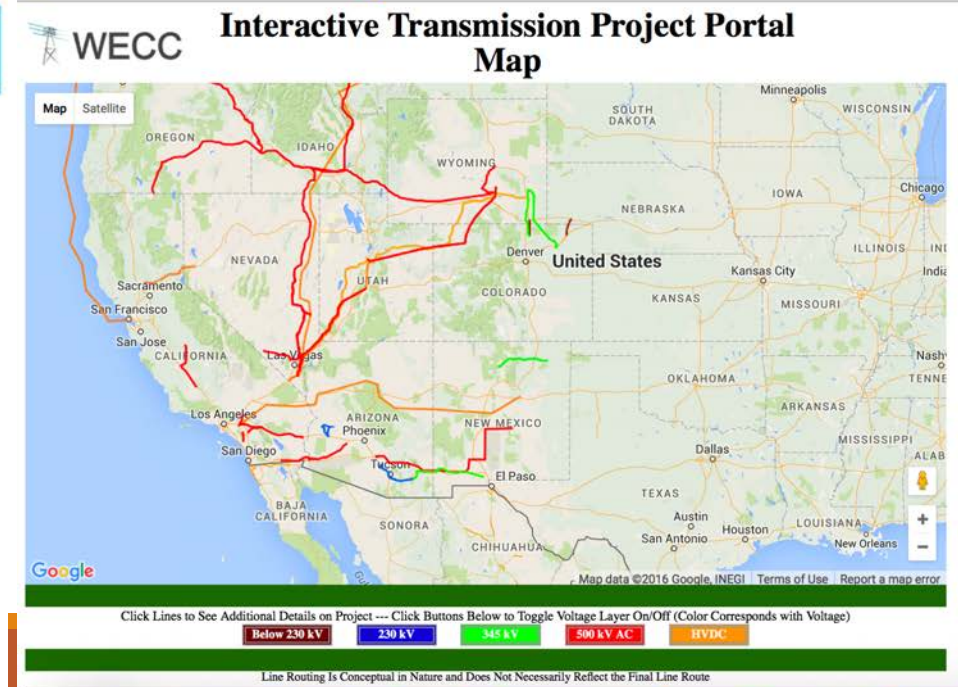 WECC
Interactive Transmission Project Portal
Map
Map Satellite
Minneapolis
SOUTH
DAKOTA
WISCONSIN
OREGON
IDAHO
WYOMING
IOWA
Chicago
NEBRASKA
NEVADA
Denver
United States
ILLINOIS
IN
Sacramento
UTAH
COLORADO
Kansas City
India
San Francisco
KANSAS
MISSOURI
San Jose
CALIFORNIA
Las Vegas
Nash
OKLAHOMA
TENNE
Los Angeles
ARIZONA
NEW MEXICO
ARKANSAS
Phoenix
San Diego
Dallas
MISSISSIPPI
Tucson
ALAB
El Paso
TEXAS
BAJA
CALIFORNIA
SONORA
Austin
Houston
LOUISIANA
San Antonio
New Orleans
CHIHUAHUA
Google
Map data ©2016 Google, INEGI Terms of Use Report a map error
Click Lines to See Additional Details on Project --- Click Buttons Below to Toggle Voltage Layer On/Off (Color Corresponds with Voltage)
Below 230 kV 230 kV 345 kV 500 kV AC HVDC
Line Routing Is Conceptual in Nature and Does Not Necessarily Reflect the Final Line Route